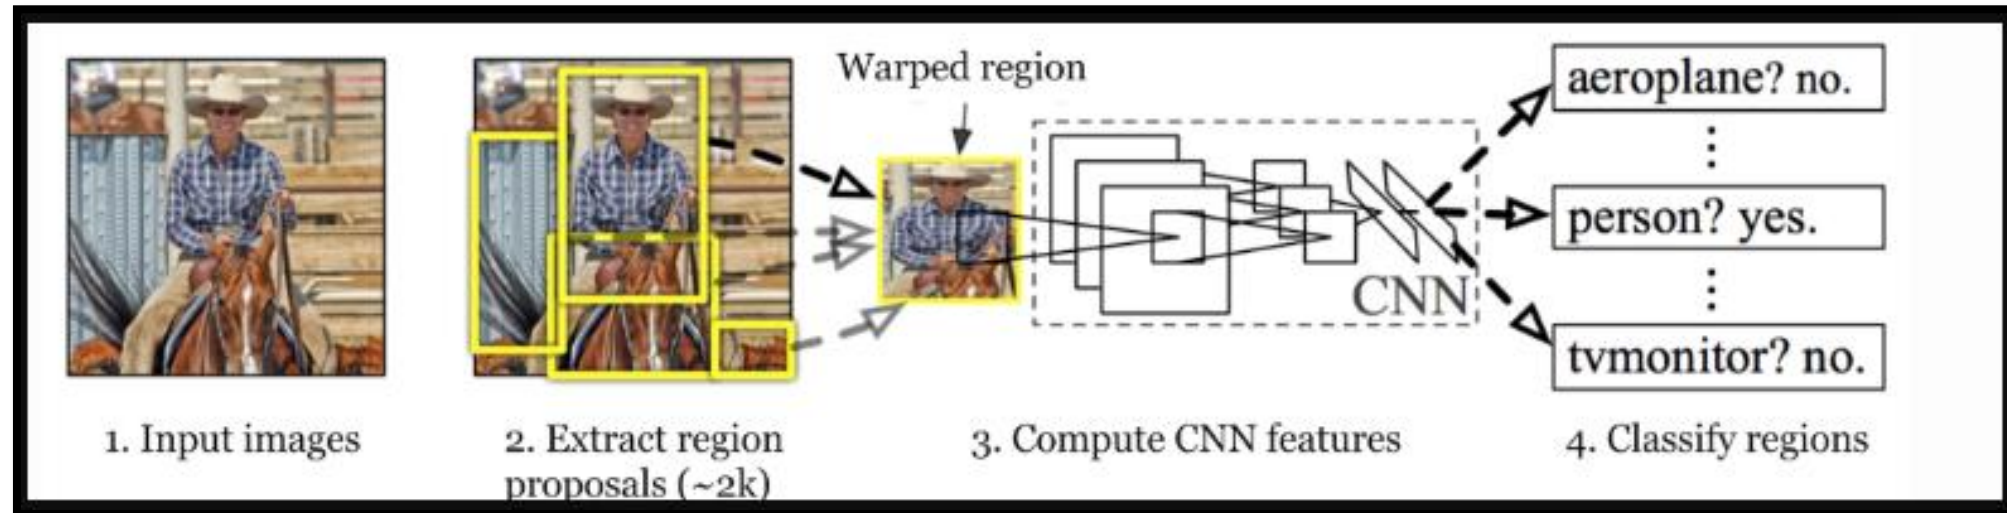 Warped region
aeroplane? no.
person? yes.
CNN
tvmonitor? no.
1. Input images
2. Extract region
proposals (~2k)
3. Compute CNN features
4. Classify regions